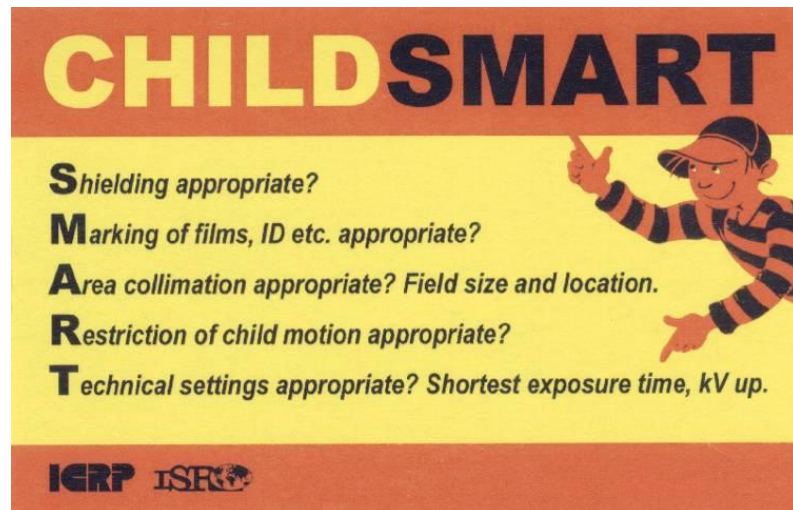 CHILDSMART
Shielding appropriate?
Marking of films, ID etc. appropriate?
Area collimation appropriate? Field size and location.
Restriction of child motion appropriate?
Technical settings appropriate? Shortest exposure time, kV up.
ICRP ISR